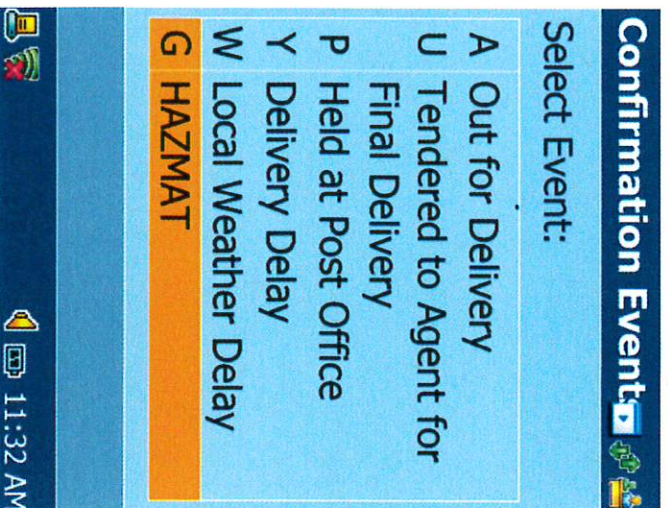 Confirmation Event
Select Event:
A Out for Delivery
U Tendered to Agent for
Final Delivery
P Held at Post Office
Y Delivery Delay
W Local Weather Delay
G HAZMAT
11:32 AM